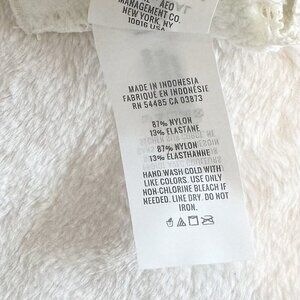 AEO
MANAGEMENT CO.
NEW YORK, NY
10016 USA
MADE IN INDONESIA
FABRIQUÉ EN INDONÉSIE
RH 54485 CA 03873
87% NYLON
13% ELASTANE
87% NYLON
13% ÉLASTHANNE
HAND WASH COLD WITH
LIKE COLORS. USE ONLY
NON-CHLORINE BLEACH IF
NEEDED. LINE DRY. DO NOT
IRON.